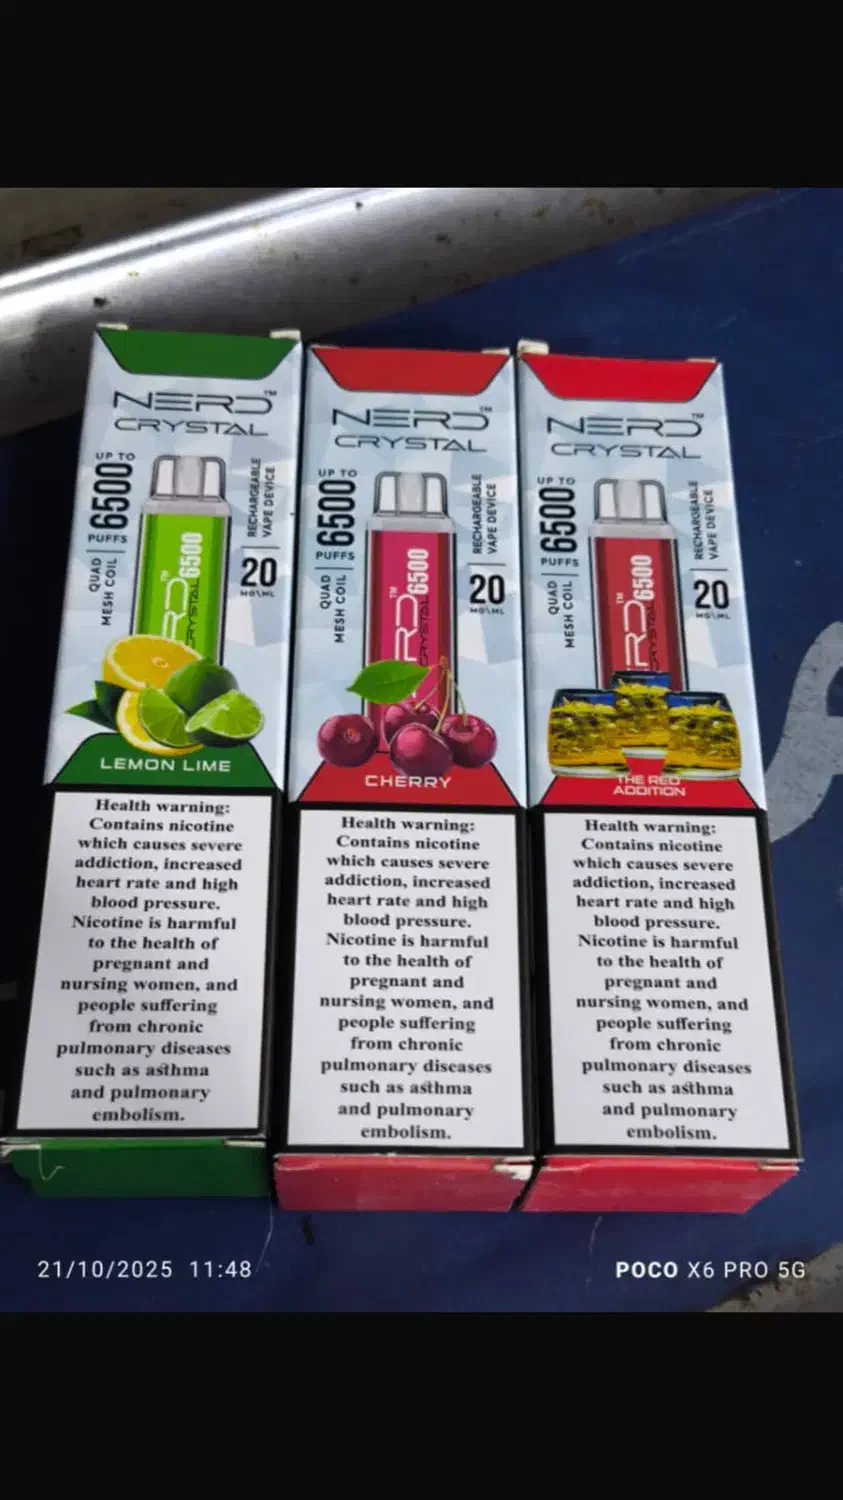 NERD™
CRYSTAL
UP TO
6500
PUFFS
QUAD
MESH COIL
RECHARGEABLE
VAPE DEVICE
20
MG\ML
RD™
CRYSTAL
6500
LEMON LIME
Health warning:
Contains nicotine
which causes severe
addiction, increased
heart rate and high
blood pressure.
Nicotine is harmful
to the health of
pregnant and
nursing women, and
people suffering
from chronic
pulmonary diseases
such as asthma
and pulmonary
embolism.
NERD™
CRYSTAL
UP TO
6500
PUFFS
QUAD
MESH COIL
RECHARGEABLE
VAPE DEVICE
20
MG\ML
RD™
CRYSTAL
6500
CHERRY
Health warning:
Contains nicotine
which causes severe
addiction, increased
heart rate and high
blood pressure.
Nicotine is harmful
to the health of
pregnant and
nursing women, and
people suffering
from chronic
pulmonary diseases
such as asthma
and pulmonary
embolism.
NERD™
CRYSTAL
UP TO
6500
PUFFS
QUAD
MESH COIL
RECHARGEABLE
VAPE DEVICE
20
MG\ML
RD™
CRYSTAL
6500
THE RED
ADDITION
Health warning:
Contains nicotine
which causes severe
addiction, increased
heart rate and high
blood pressure.
Nicotine is harmful
to the health of
pregnant and
nursing women, and
people suffering
from chronic
pulmonary diseases
such as asthma
and pulmonary
embolism.
21/10/2025 11:48
POCO X6 PRO 5G